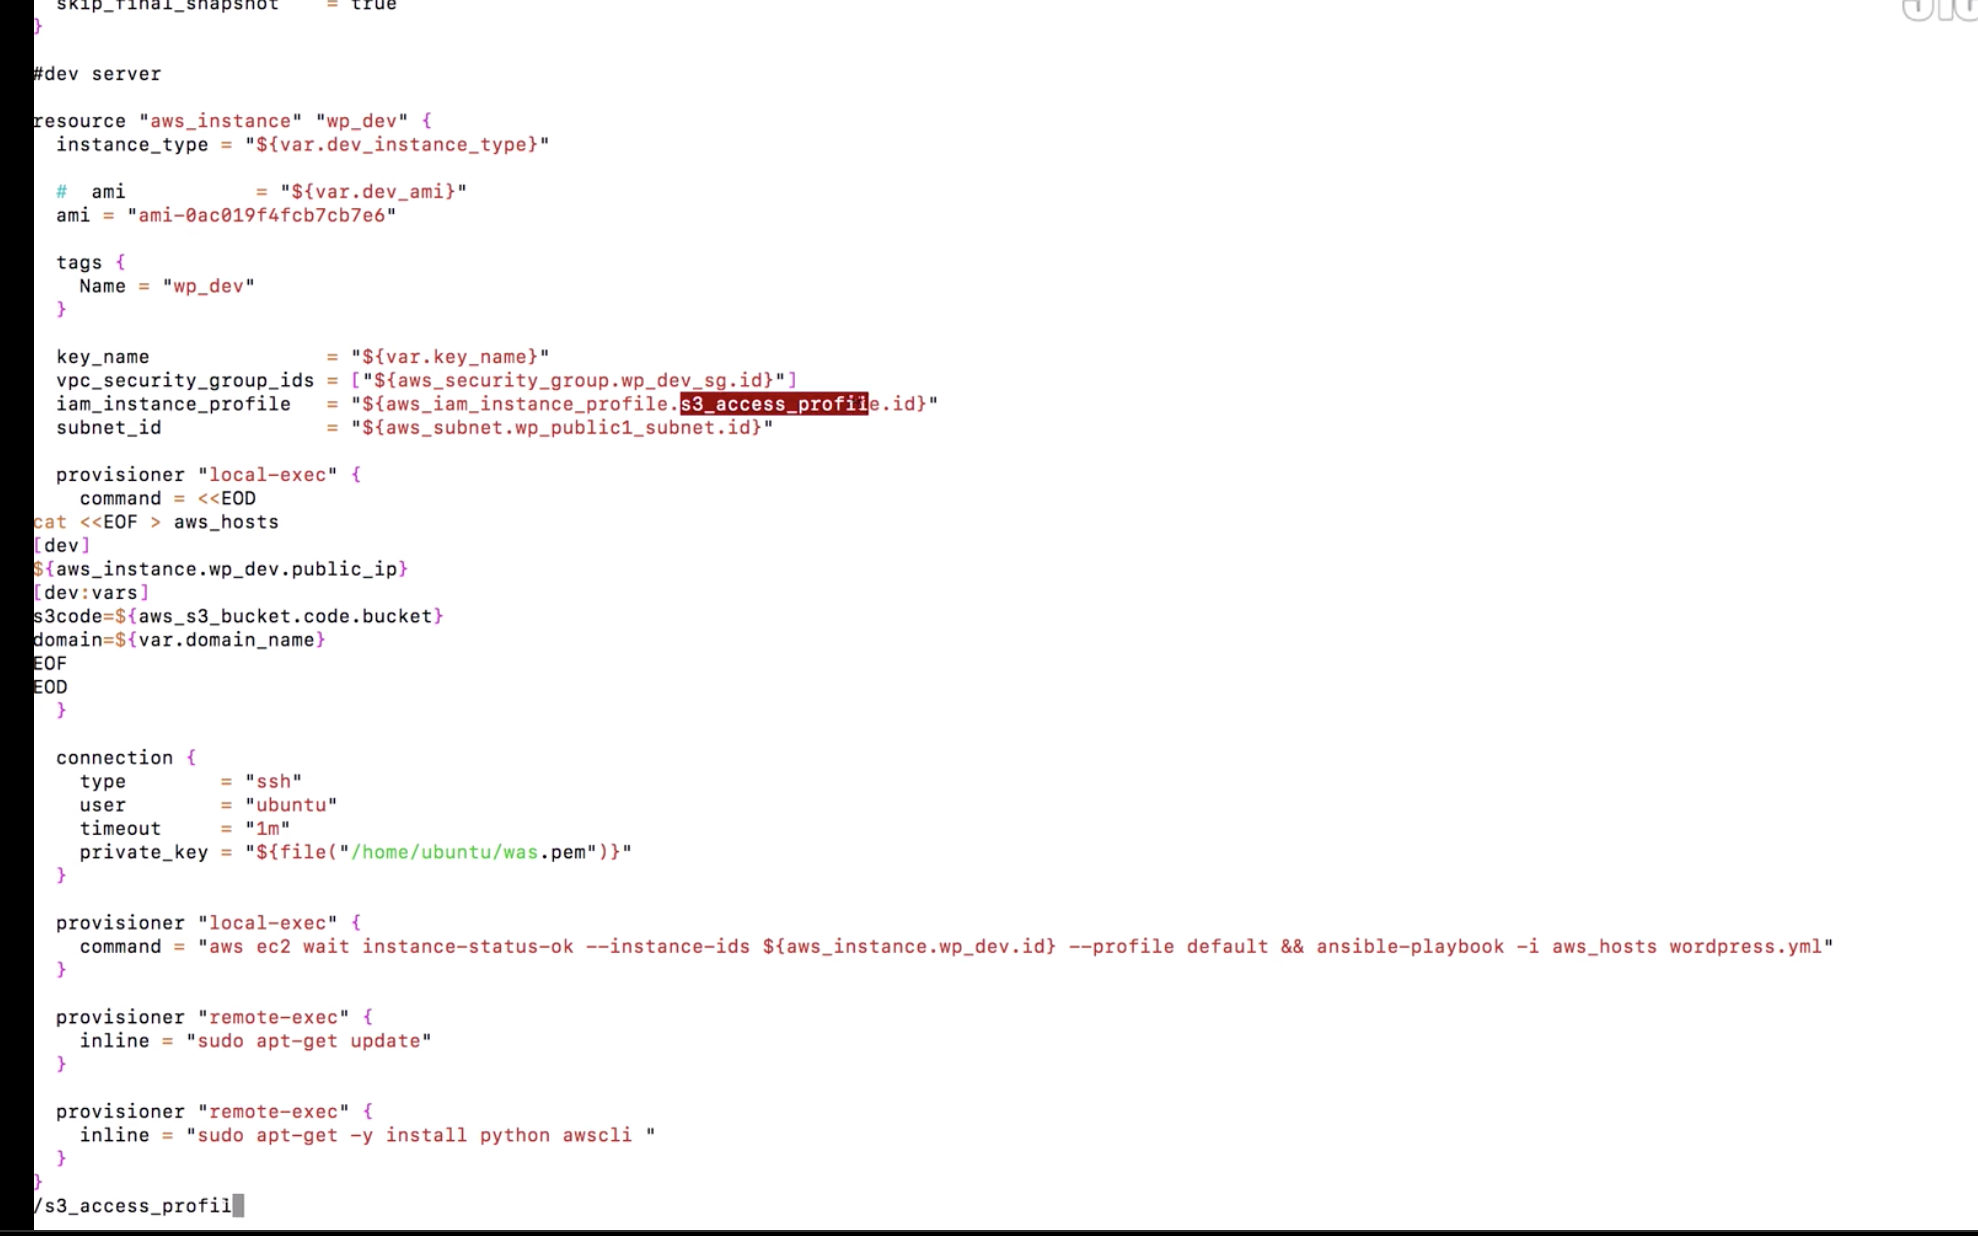 skip_final_snapshot    = true
}

#dev server

resource "aws_instance" "wp_dev" {
  instance_type = "${var.dev_instance_type}"

  #  ami           = "${var.dev_ami}"
  ami = "ami-0ac019f4fcb7cb7e6"

  tags {
    Name = "wp_dev"
  }

  key_name               = "${var.key_name}"
  vpc_security_group_ids = ["${aws_security_group.wp_dev_sg.id}"]
  iam_instance_profile   = "${aws_iam_instance_profile.s3_access_profile.id}"
  subnet_id              = "${aws_subnet.wp_public1_subnet.id}"

  provisioner "local-exec" {
    command = <<EOD
cat <<EOF > aws_hosts
[dev]
${aws_instance.wp_dev.public_ip}
[dev:vars]
s3code=${aws_s3_bucket.code.bucket}
domain=${var.domain_name}
EOF
EOD
  }

  connection {
    type        = "ssh"
    user        = "ubuntu"
    timeout     = "1m"
    private_key = "${file("/home/ubuntu/was.pem")}"
  }

  provisioner "local-exec" {
    command = "aws ec2 wait instance-status-ok --instance-ids ${aws_instance.wp_dev.id} --profile default && ansible-playbook -i aws_hosts wordpress.yml"
  }

  provisioner "remote-exec" {
    inline = "sudo apt-get update"
  }

  provisioner "remote-exec" {
    inline = "sudo apt-get -y install python awscli "
  }
}
/s3_access_profil